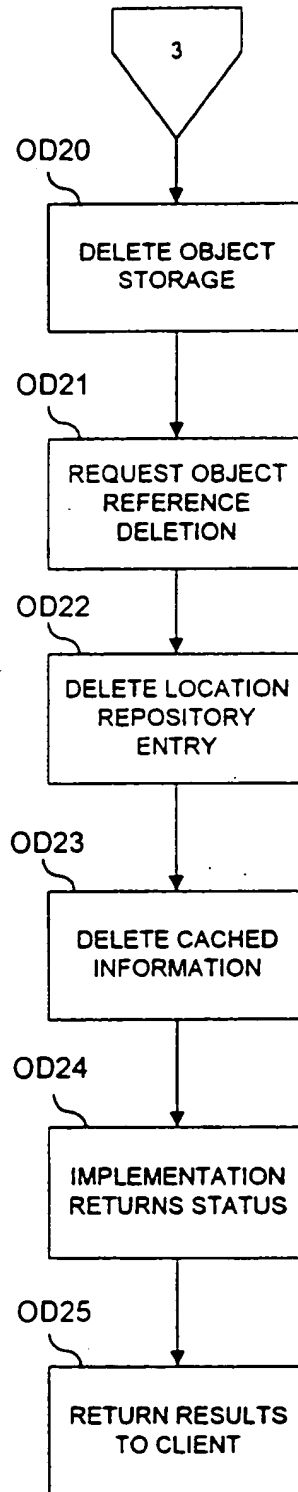 3
OD20
DELETE OBJECT
STORAGE
OD21
REQUEST OBJECT
REFERENCE
DELETION
OD22
DELETE LOCATION
REPOSITORY
ENTRY
OD23
DELETE CACHED
INFORMATION
OD24
IMPLEMENTATION
RETURNS STATUS
OD25
RETURN RESULTS
TO CLIENT